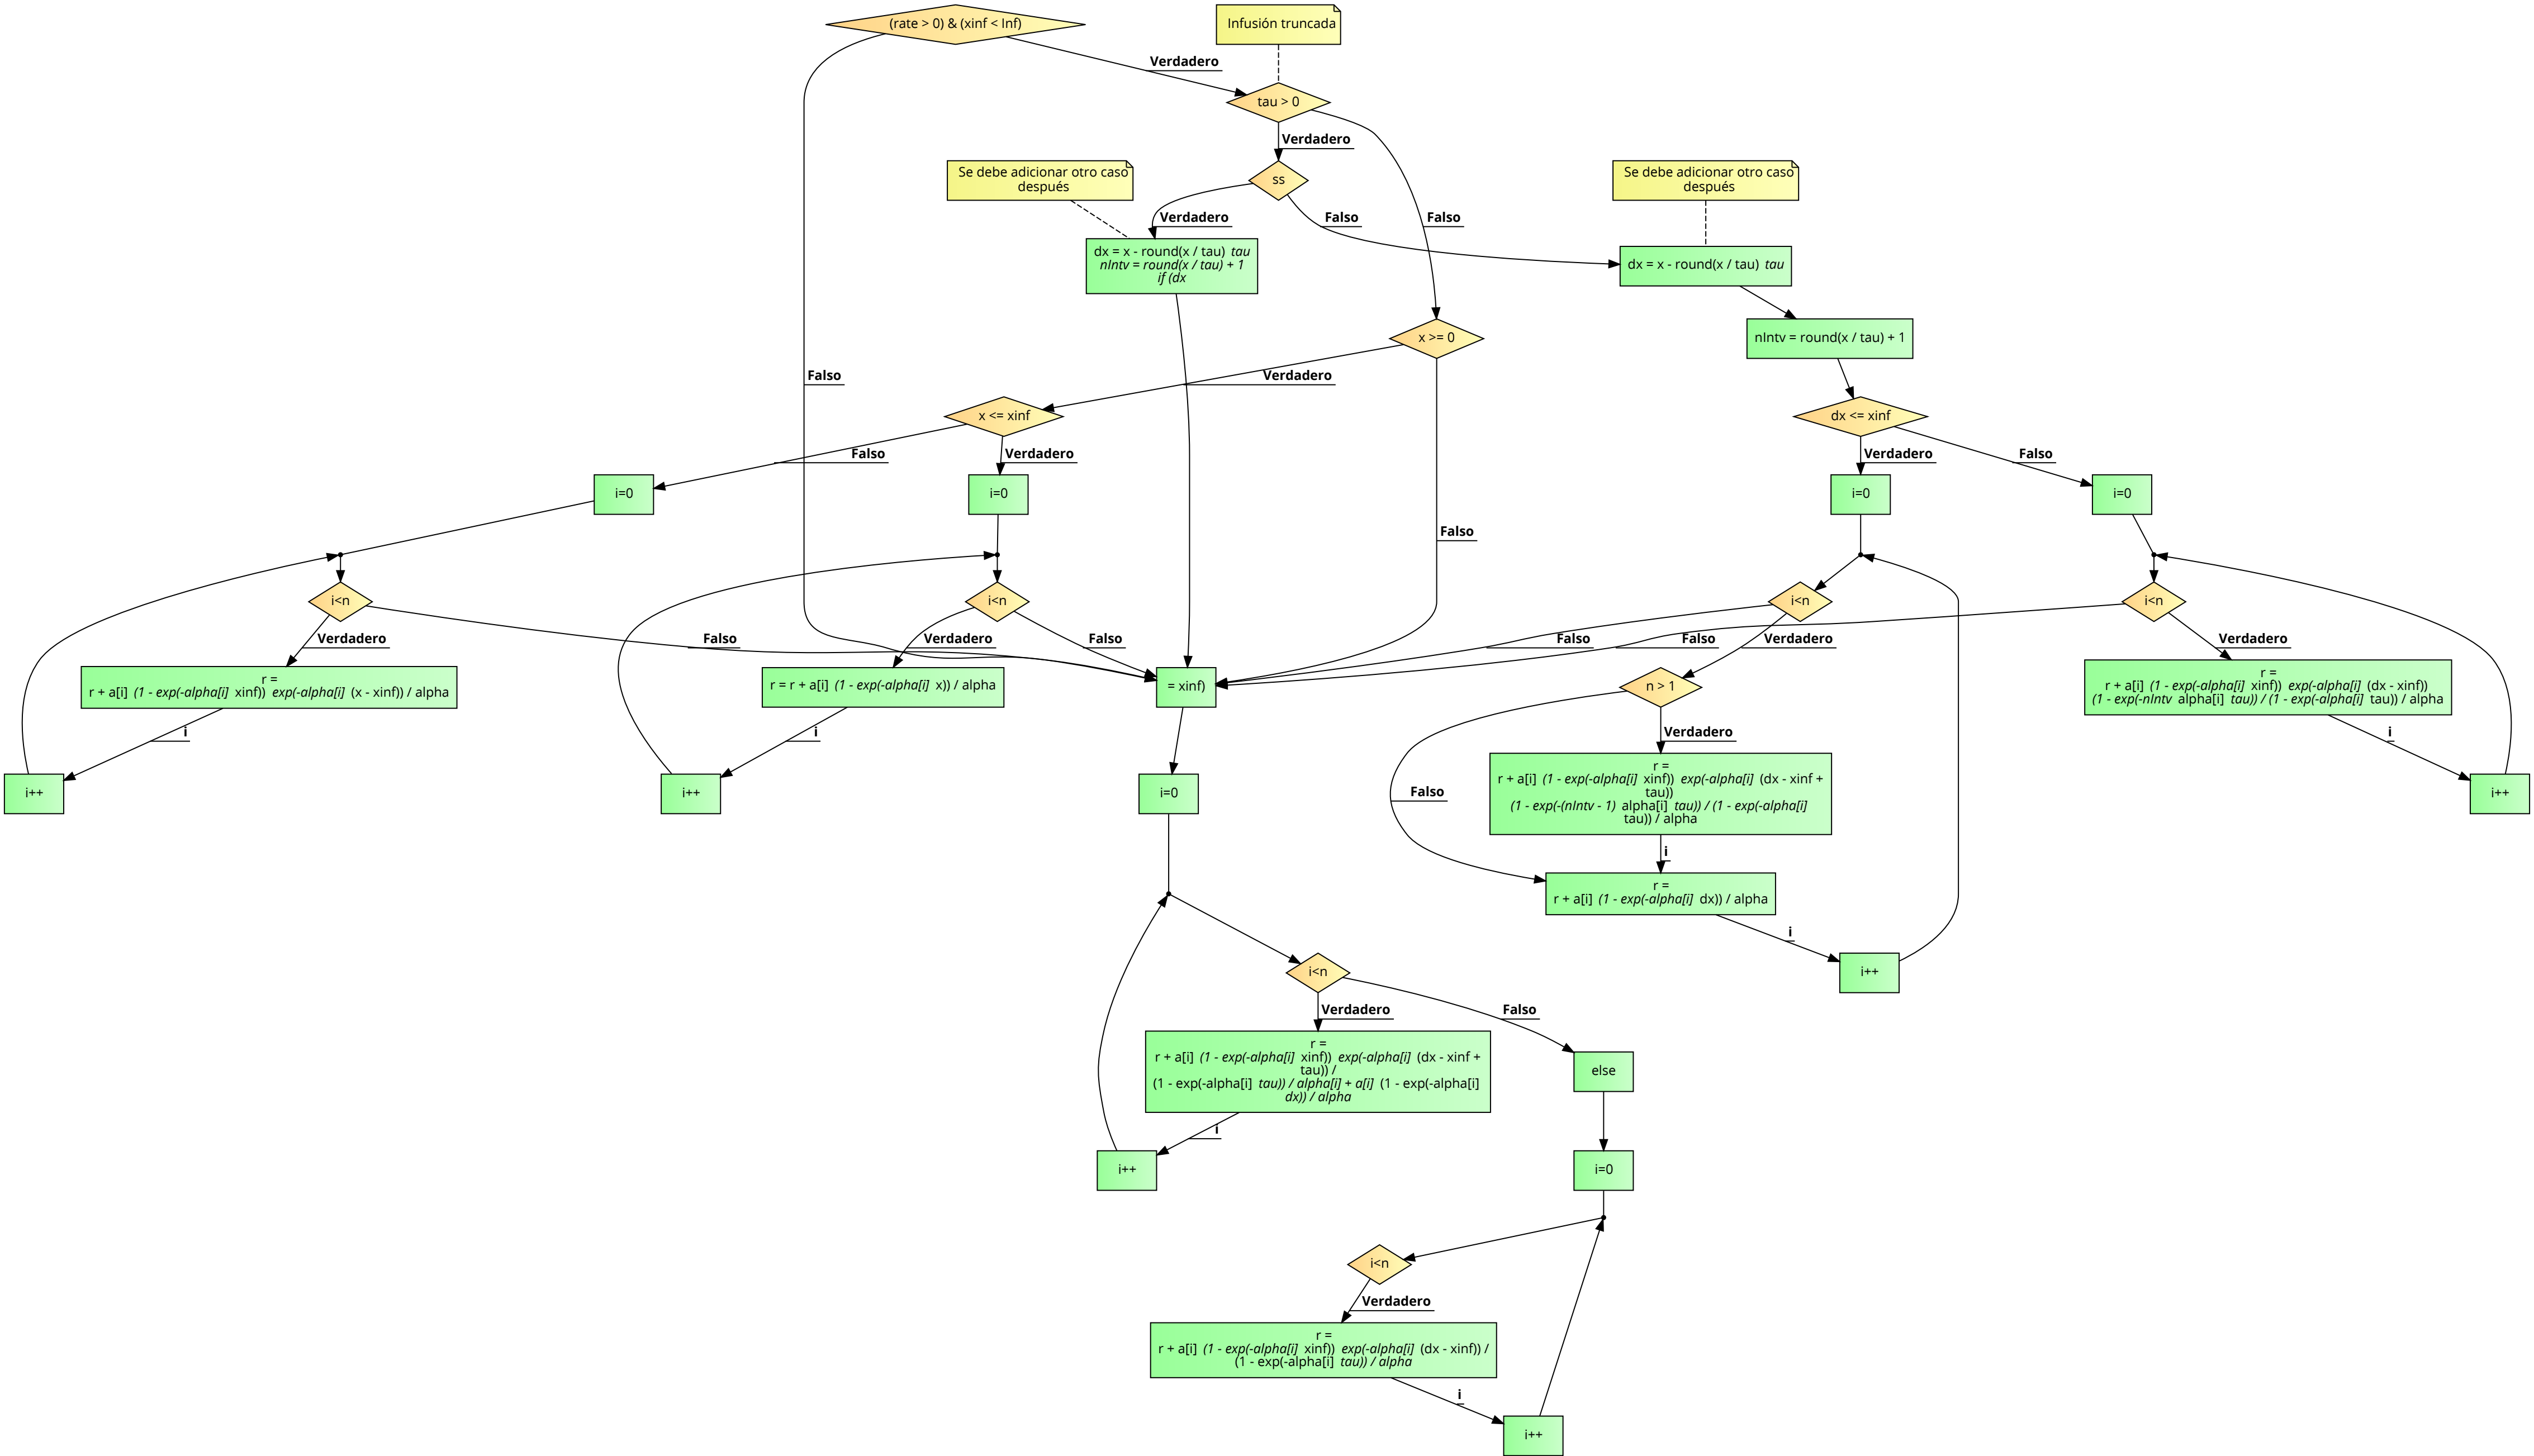 (rate > 0) & (xinf < Inf)
Infusión truncada
Verdadero
tau > 0
Verdadero
Se debe adicionar otro caso
después
ss
Se debe adicionar otro caso
después
Verdadero
Falso
Falso
dx = x - round(x / tau) tau
nIntv = round(x / tau) + 1
if (dx
dx = x - round(x / tau) tau
x >= 0
nIntv = round(x / tau) + 1
Falso
Verdadero
x <= xinf
dx <= xinf
Falso
Verdadero
Verdadero
Falso
i=0
i=0
i=0
i=0
Falso
i<n
i<n
i<n
i<n
Verdadero
Falso
Verdadero
Falso
Falso
Falso
Verdadero
Verdadero
r =
r + a[i] (1 - exp(-alpha[i] xinf)) exp(-alpha[i] (x - xinf)) / alpha
r = r + a[i] (1 - exp(-alpha[i] x)) / alpha
= xinf)
n > 1
r =
r + a[i] (1 - exp(-alpha[i] xinf)) exp(-alpha[i] (dx - xinf))
(1 - exp(-nIntv alpha[i] tau)) / (1 - exp(-alpha[i] tau)) / alpha
i
i
Verdadero
i
i++
i++
i=0
Falso
r =
r + a[i] (1 - exp(-alpha[i] xinf)) exp(-alpha[i] (dx - xinf +
tau))
(1 - exp(-(nIntv - 1) alpha[i] tau)) / (1 - exp(-alpha[i]
tau)) / alpha
i++
i
r =
r + a[i] (1 - exp(-alpha[i] dx)) / alpha
i
i<n
i++
Verdadero
Falso
r =
r + a[i] (1 - exp(-alpha[i] xinf)) exp(-alpha[i] (dx - xinf +
tau)) /
(1 - exp(-alpha[i] tau)) / alpha[i] + a[i] (1 - exp(-alpha[i]
dx)) / alpha
else
i
i++
i=0
i<n
Verdadero
r =
r + a[i] (1 - exp(-alpha[i] xinf)) exp(-alpha[i] (dx - xinf)) /
(1 - exp(-alpha[i] tau)) / alpha
i
i++